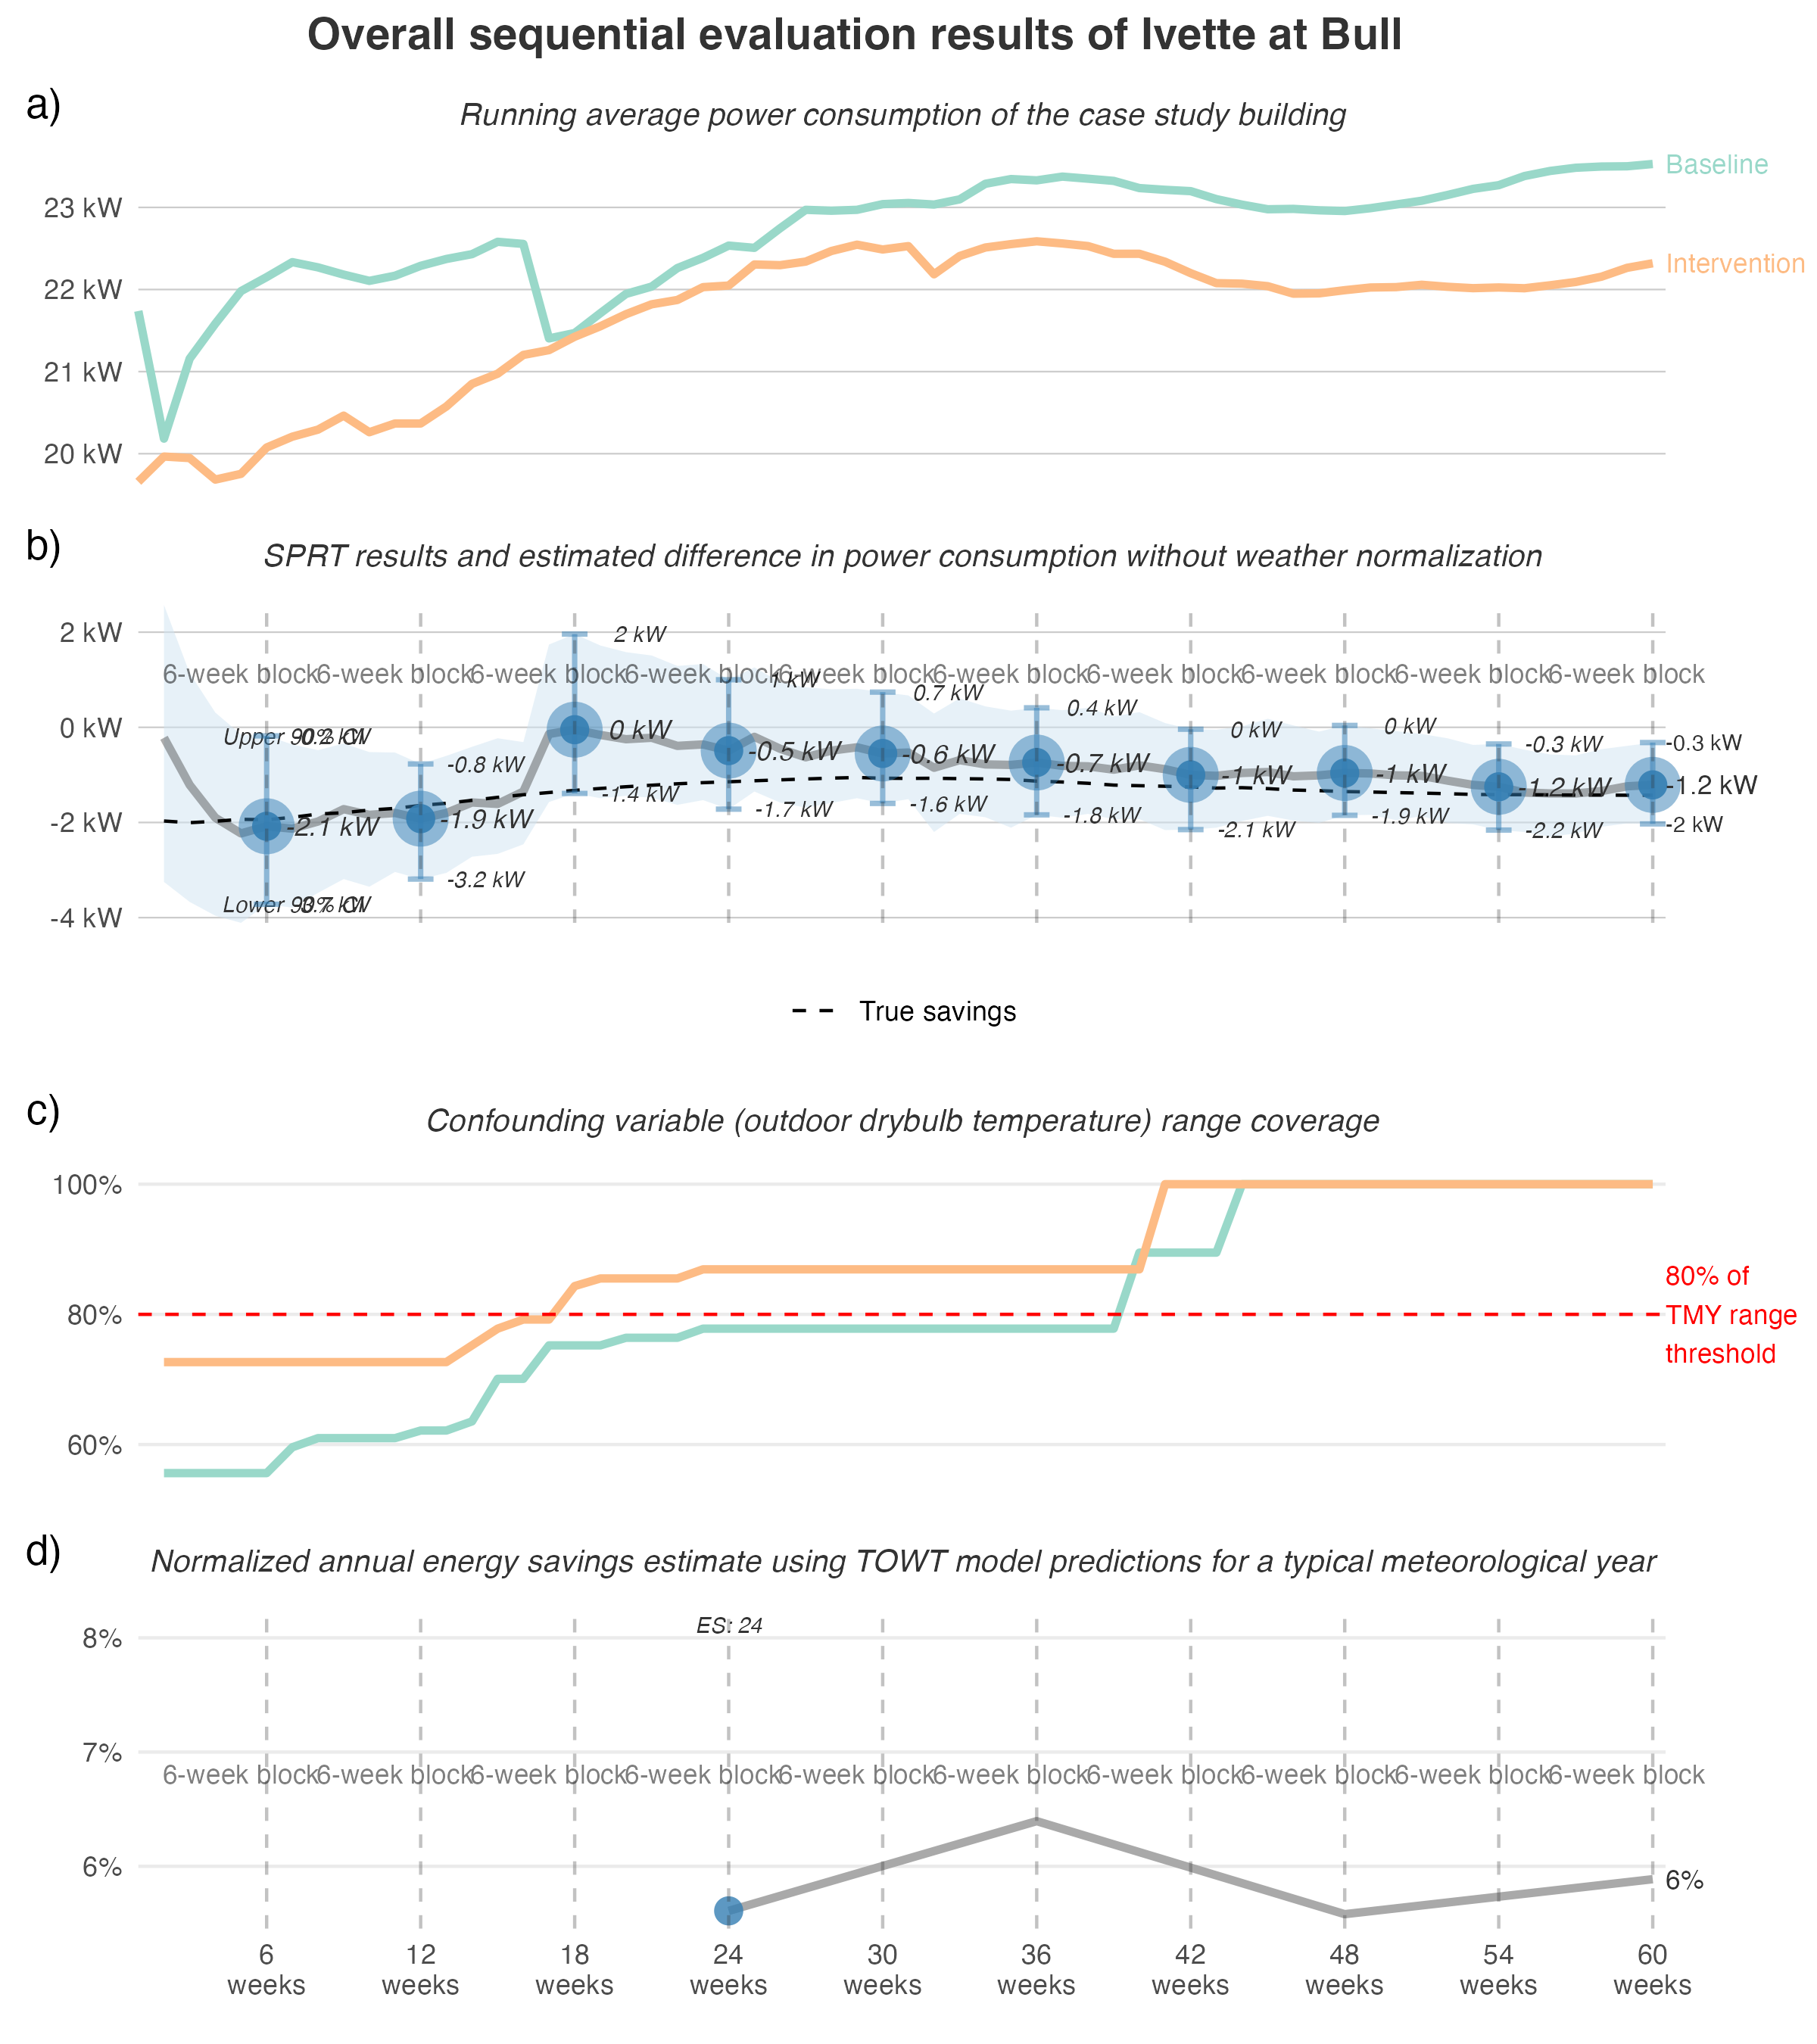 Overall sequential evaluation results of Ivette at Bull
a)
Running average power consumption of the case study building
23 kW
22 kW
21 kW
20 kW
Baseline
Intervention
b)
SPRT results and estimated difference in power consumption without weather normalization
2 kW
0 kW
-2 kW
-4 kW
6-week block 6-week block 6-week block 6-week block 6-week block 6-week block 6-week block 6-week block 6-week block 6-week block
Upper 90% CI
-0.2 kW
-0.8 kW
2 kW
1 kW
0.7 kW
0.4 kW
0 kW
0 kW
-0.3 kW
-0.3 kW
-2.1 kW
-1.9 kW
0 kW
-0.5 kW
-0.6 kW
-0.7 kW
-1 kW
-1 kW
-1.2 kW
-1.2 kW
Lower 90% CI
-3.7 kW
-3.2 kW
-1.4 kW
-1.7 kW
-1.6 kW
-1.8 kW
-2.1 kW
-1.9 kW
-2.2 kW
-2 kW
True savings
c)
Confounding variable (outdoor drybulb temperature) range coverage
100%
80%
60%
80% of
TMY range
threshold
d)
Normalized annual energy savings estimate using TOWT model predictions for a typical meteorological year
ES: 24
8%
7%
6%
6-week block 6-week block 6-week block 6-week block 6-week block 6-week block 6-week block 6-week block 6-week block 6-week block
6%
6 12 18 24 30 36 42 48 54 60
weeks weeks weeks weeks weeks weeks weeks weeks weeks weeks